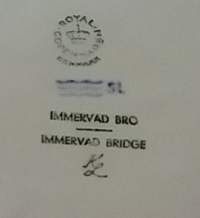 ROYAL
COPENHAGEN
DENMARK
IMMERVAD BRO
IMMERVAD BRIDGE